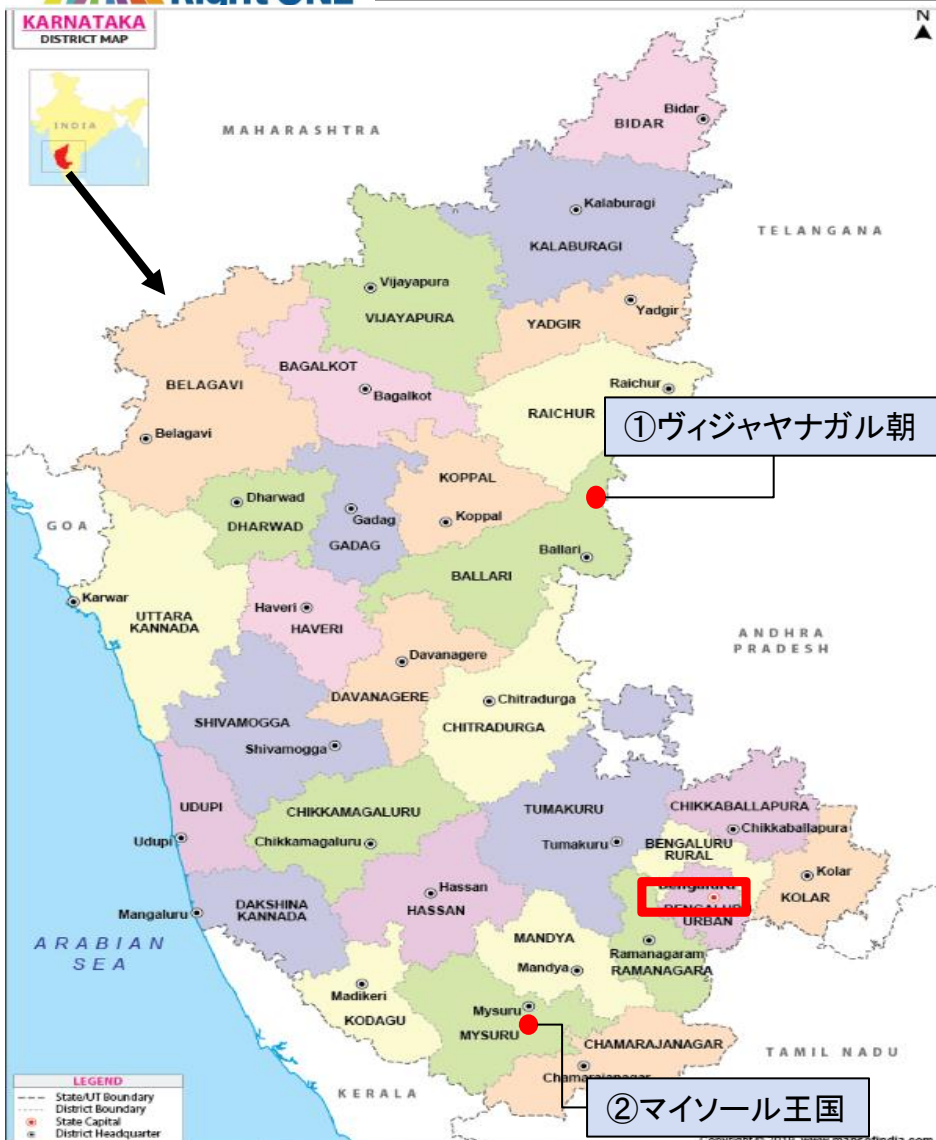 Right ONE
KARNATAKA
DISTRICT MAP
N
INDIA
MAHARASHTRA
Bidar
BIDAR
Kalaburagi
KALABURAGI
TELANGANA
Vijayapura
VIJAYAPURA
Yadgir
YADGIR
BAGALKOT
BELAGAVI
Bagalkot
Raichur
RAICHUR
①ヴィジャヤナガル朝
Belagavi
KOPPAL
Dharwad
DHARWAD
Gadag
GADAG
Koppal
GOA
Ballari
BALLARI
Karwar
UTTARA
KANNADA
Haveri
HAVERI
ANDHRA
PRADESH
Davanagere
DAVANAGERE
Chitradurga
CHITRADURGA
SHIVAMOGGA
Shivamogga
UDUPI
CHIKKAMAGALURU
TUMAKURU
CHIKKABALLAPURA
Chikkaballapura
Udupi
Chikkamagaluru
Tumakuru
BENGALURU
RURAL
Kolar
KOLAR
Hassan
HASSAN
Bengaluru
BENGALURU
URBAN
DAKSHINA
KANNADA
Mangaluru
MANDYA
Ramanagaram
RAMANAGARA
ARABIAN
SEA
Mandya
Madikeri
KODAGU
Mysuru
MYSURU
CHAMARAJANAGAR
TAMIL NADU
Chamarajanagar
KERALA
②マイソール王国
LEGEND
State/UT Boundary
District Boundary
State Capital
District Headquarter